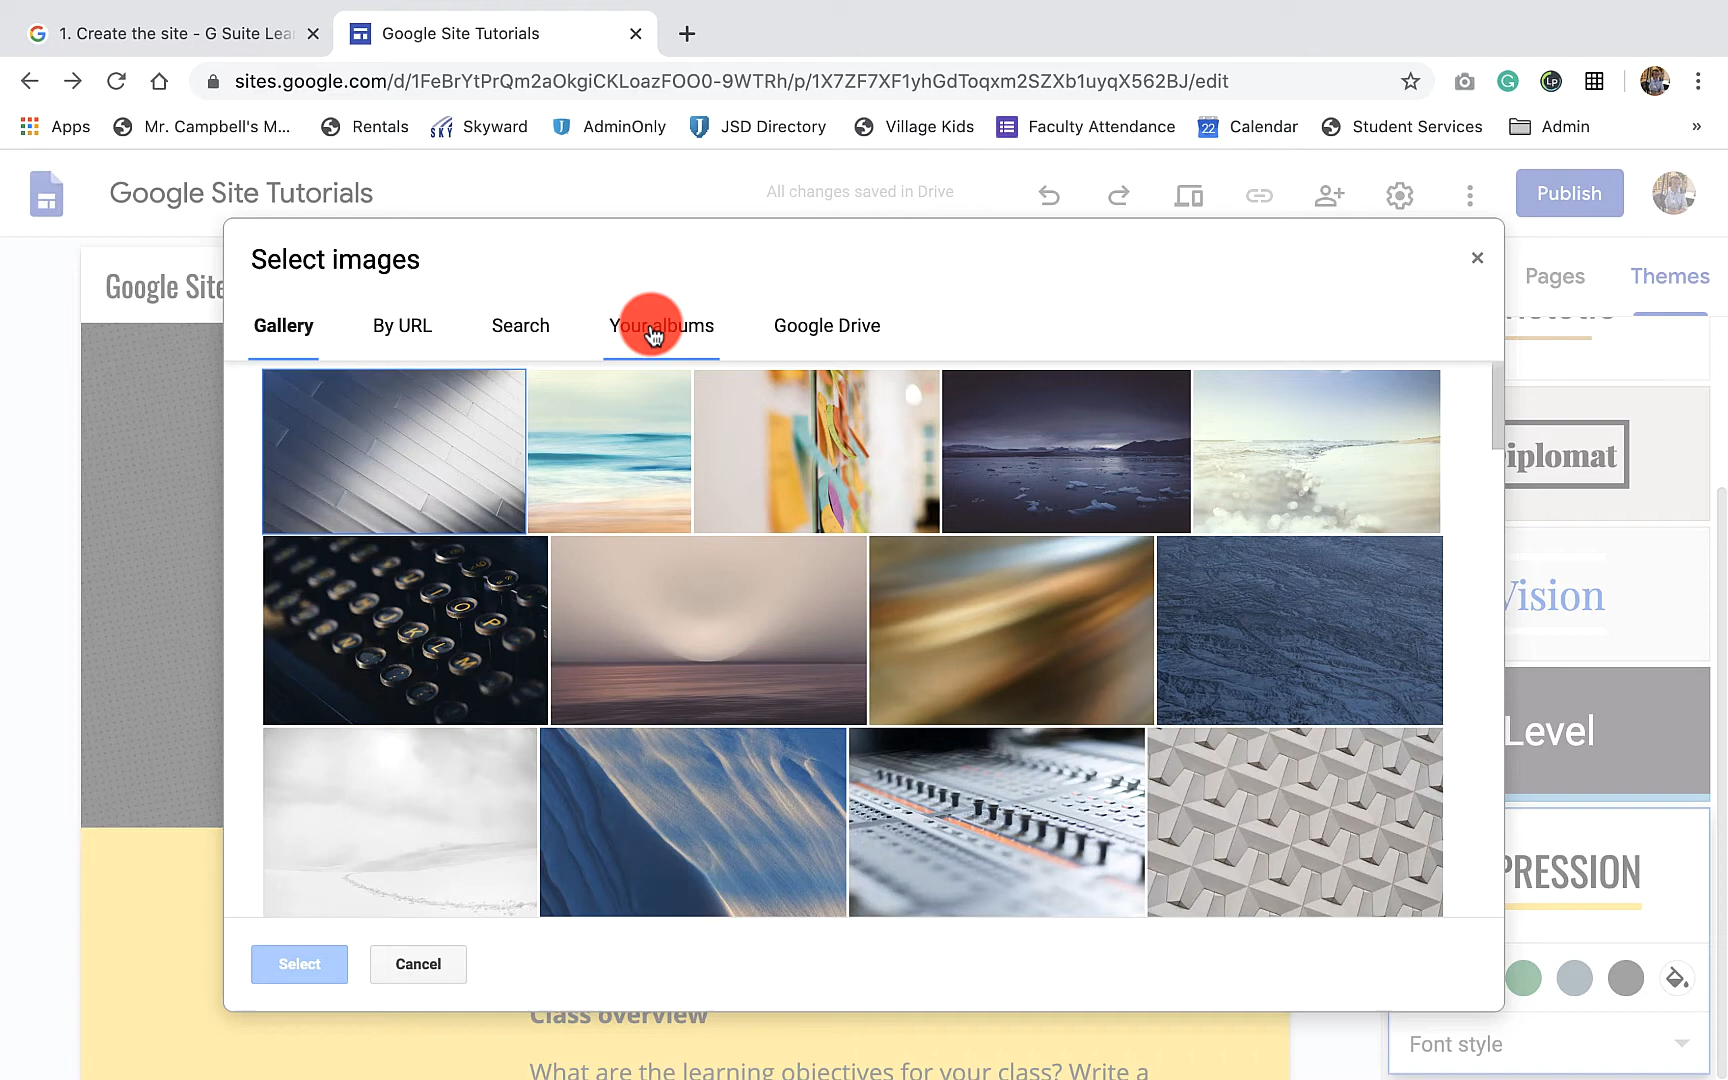 1. Create the site - G Suite Lea
Google Site Tutorials
sites.google.com/d/1FeBrYtPrQm2aOkgiCKLoazFOO0-9WTRh/p/1X7ZF7XF1yhGdToqxm2SZXb1uyqX562BJ/edit
Apps
Mr. Campbell's M...
Rentals
SKY Skyward
AdminOnly
JSD Directory
Village Kids
Faculty Attendance
22 Calendar
Student Services
Admin
»
Google Site Tutorials
All changes saved in Drive
Publish
Google Site
Pages
Themes
Select images
Gallery
By URL
Search
Your albums
Google Drive
iplomat
Vision
Level
PRESSION
Select
Cancel
Font style
Class overview
What are the learning objectives for your class? Write a